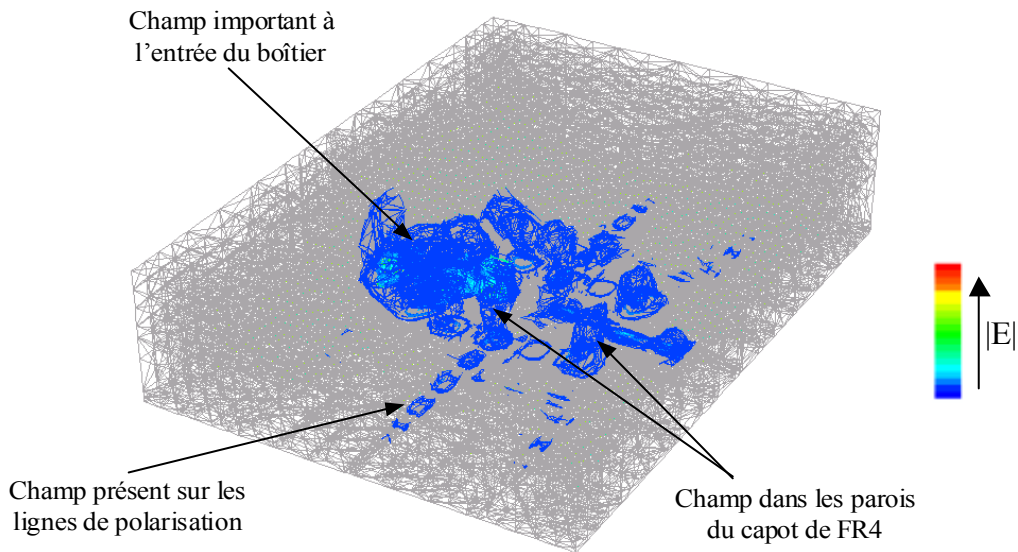 Champ important à
l'entrée du boîtier
|E|
Champ présent sur les
lignes de polarisation
Champ dans les parois
du capot de FR4